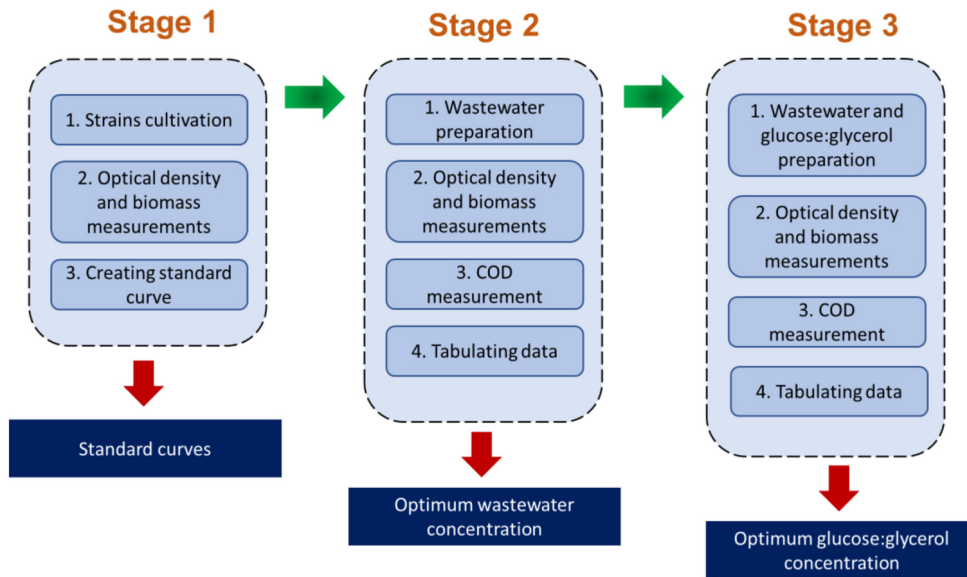 Stage 1
1. Strains cultivation
2. Optical density
and biomass
measurements
3. Creating standard
curve
Standard curves
Stage 2
1. Wastewater
preparation
2. Optical density
and biomass
measurements
3. COD
measurement
4. Tabulating data
Optimum wastewater
concentration
Stage 3
1. Wastewater and
glucose:glycerol
preparation
2. Optical density
and biomass
measurements
3. COD
measurement
4. Tabulating data
Optimum glucose:glycerol
concentration